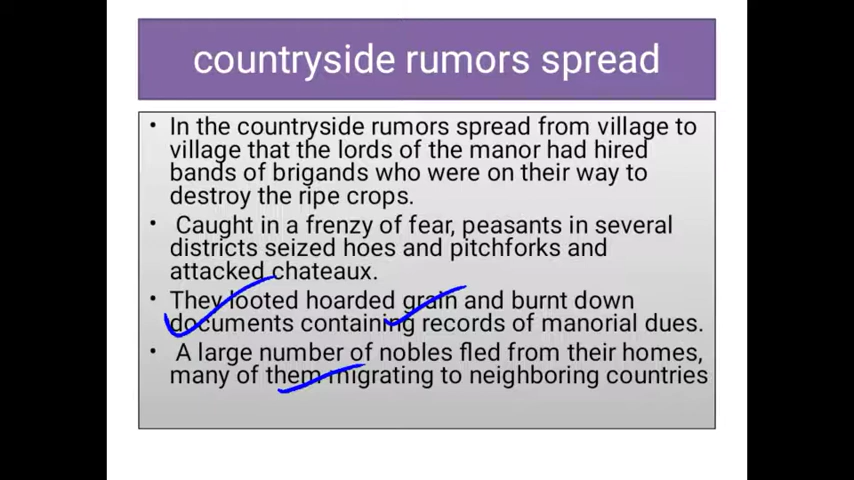 countryside rumors spread
• In the countryside rumors spread from village to
village that the lords of the manor had hired
bands of brigands who were on their way to
destroy the ripe crops.
• Caught in a frenzy of fear, peasants in several
districts seized hoes and pitchforks and
attacked chateaux.
• They looted hoarded grain and burnt down
documents containing records of manorial dues.
• A large number of nobles fled from their homes,
many of them migrating to neighboring countries